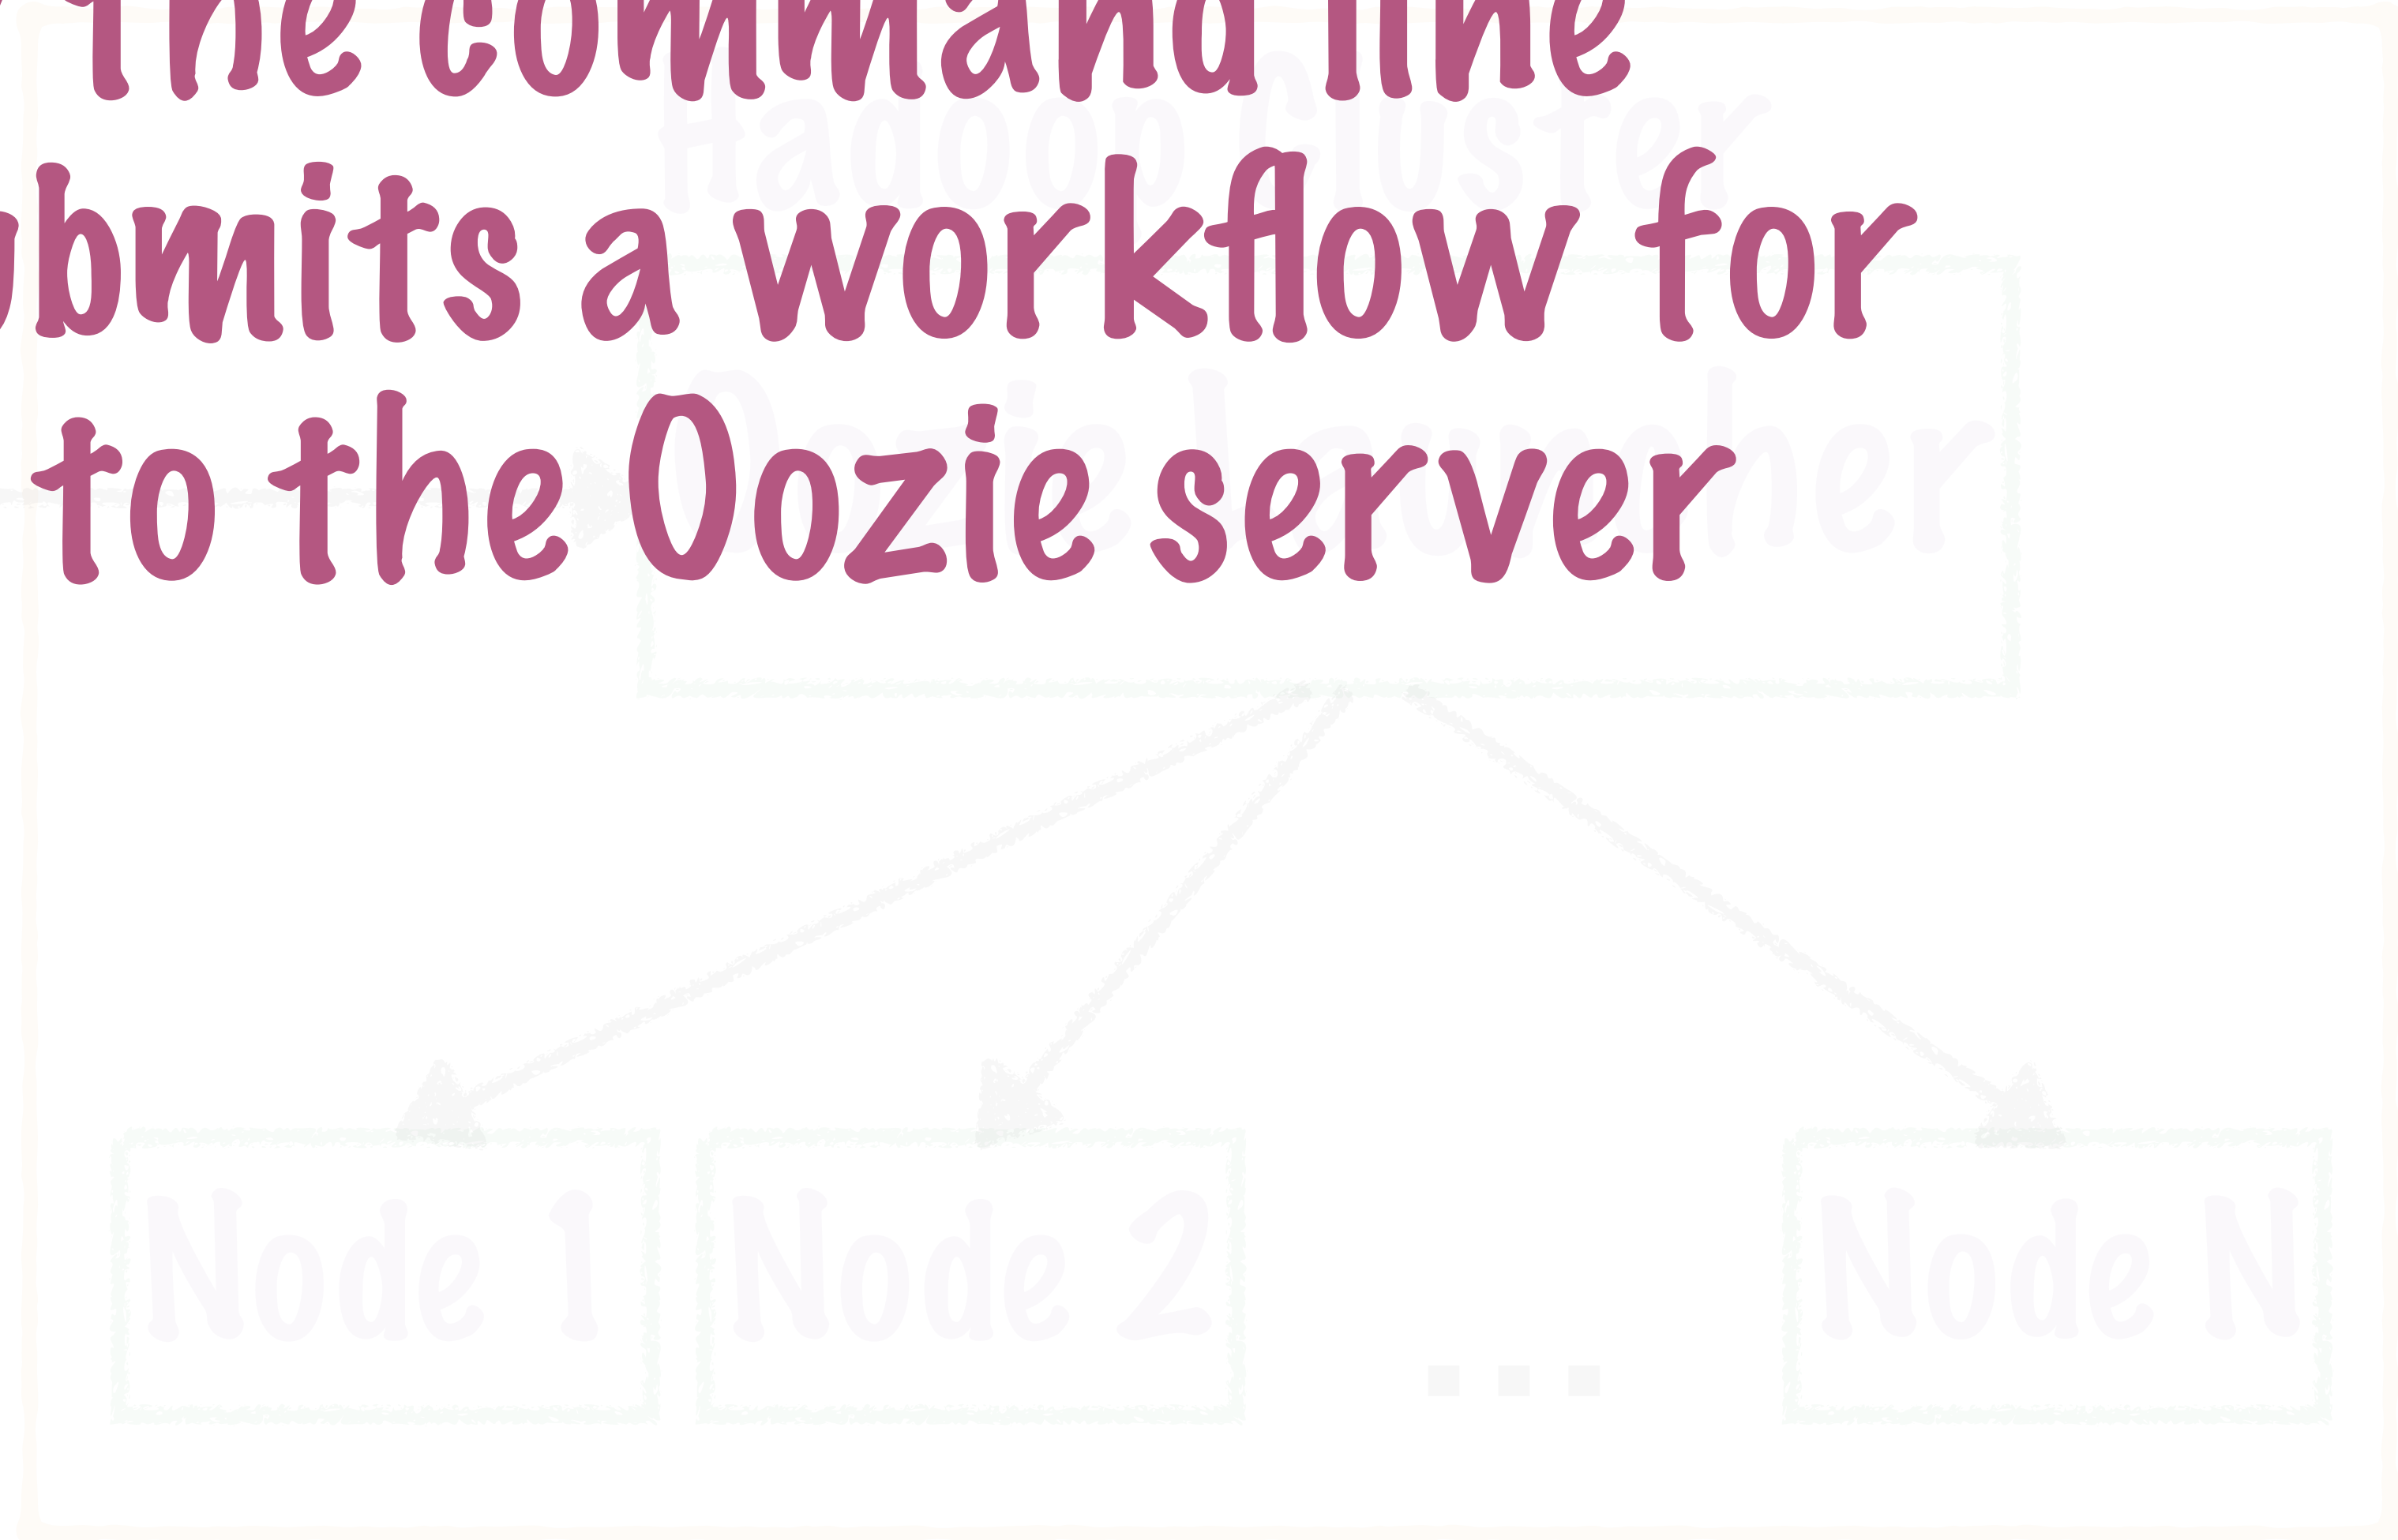 The command line
Hadoop Cluster
bmits a workflow for
Oozie Launcher
to the Oozie server
Node 1 Node 2 ... Node N